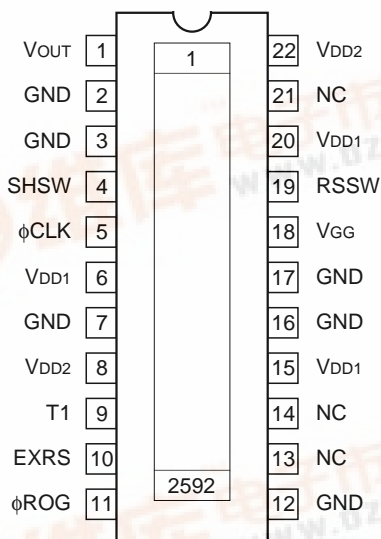 VOUT 1 1 22 VDD2
GND 2 21 NC
GND 3 20 VDD1
SHSW 4 19 RSSW
ϕCLK 5 18 VGG
VDD1 6 17 GND
GND 7 16 GND
VDD2 8 15 VDD1
T1 9 14 NC
EXRS 10 13 NC
ϕROG 11 2592 12 GND